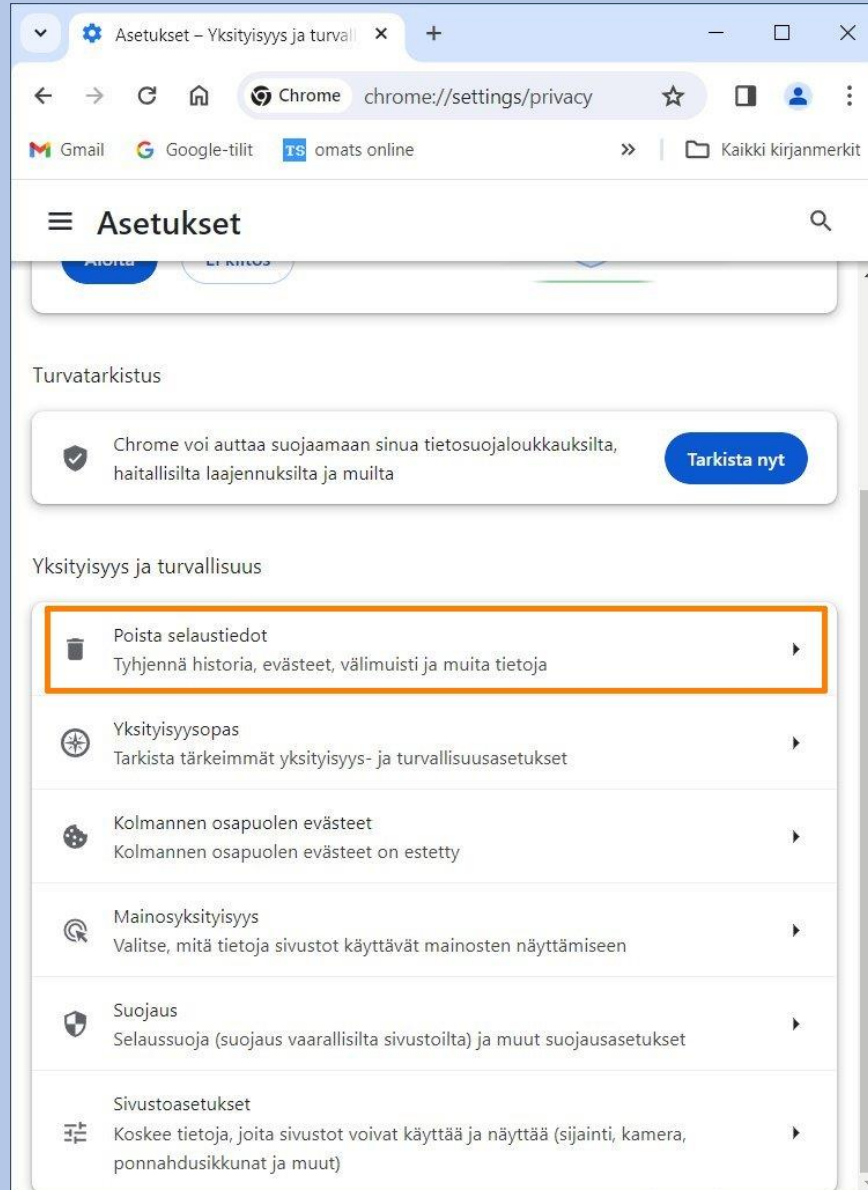 Asetukset – Yksityisyys ja turvall
Chrome chrome://settings/privacy
Gmail Google-tilit TS omats online » Kaikki kirjanmerkit
Asetukset
Aloita Ei kiitos
Turvatarkistus
Chrome voi auttaa suojaamaan sinua tietosuojaloukkauksilta,
haitallisilta laajennuksilta ja muilta
Tarkista nyt
Yksityisyys ja turvallisuus
Poista selaustiedot
Tyhjennä historia, evästeet, välimuisti ja muita tietoja
Yksityisyysopas
Tarkista tärkeimmät yksityisyys- ja turvallisuusasetukset
Kolmannen osapuolen evästeet
Kolmannen osapuolen evästeet on estetty
Mainosyksityisyys
Valitse, mitä tietoja sivustot käyttävät mainosten näyttämiseen
Suojaus
Selaussuoja (suojaus vaarallisilta sivustoilta) ja muut suojausasetukset
Sivustoasetukset
Koskee tietoja, joita sivustot voivat käyttää ja näyttää (sijainti, kamera,
ponnahdusikkunat ja muut)